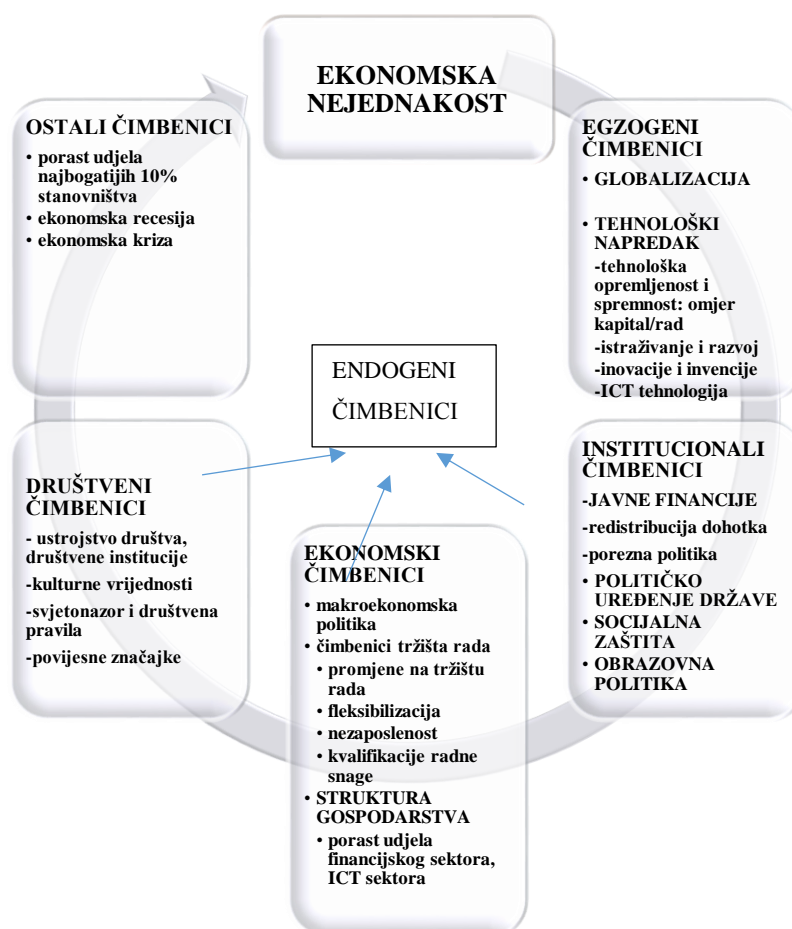 EKONOMSKA
NEJEDNAKOST
EGZOGENI
ČIMBENICI
• GLOBALIZACIJA
• TEHNOLOŠKI
NAPREDAK
-tehnološka
opremljenost i
spremnost: omjer
kapital/rad
-istraživanje i razvoj
-inovacije i invencije
-ICT tehnologija
INSTITUCIONALI
ČIMBENICI
-JAVNE FINANCIJE
-redistribucija dohotka
-porezna politika
• POLITIČKO
UREĐENJE DRŽAVE
• SOCIJALNA
ZAŠTITA
• OBRAZOVNA
POLITIKA
EKONOMSKI
ČIMBENICI
• makroekonomska
politika
• čimbenici tržišta rada
• promjene na tržištu
rada
• fleksibilizacija
• nezaposlenost
• kvalifikacije radne
snage
• STRUKTURA
GOSPODARSTVA
• porast udjela
financijskog sektora,
ICT sektora
DRUŠTVENI
ČIMBENICI
- ustrojstvo društva,
društvene institucije
-kulturne vrijednosti
-svjetonazor i društvena
pravila
-povijesne značajke
OSTALI ČIMBENICI
• porast udjela
najbogatijih 10%
stanovništva
• ekonomska recesija
• ekonomska kriza
ENDOGENI
ČIMBENICI